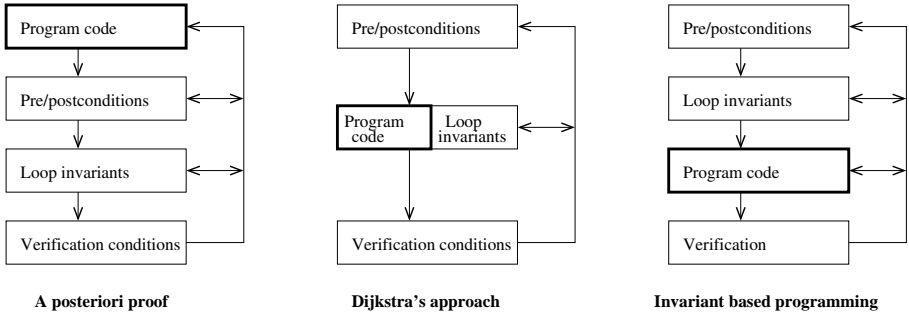 Program code
Pre/postconditions
Loop invariants
Verification conditions
A posteriori proof
Pre/postconditions
Program
code
Loop
invariants
Verification conditions
Dijkstra's approach
Pre/postconditions
Loop invariants
Program code
Verification
Invariant based programming